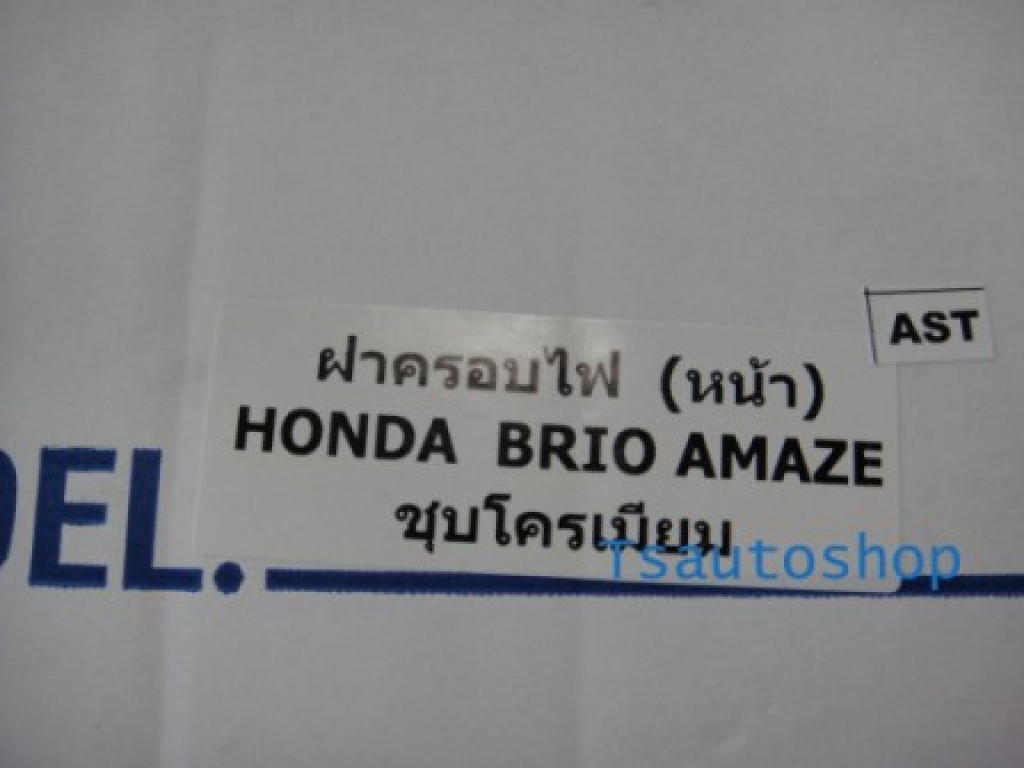 AST
ฝาครอบไฟ (หน้า)
HONDA BRIO AMAZE
ชุบโครเมียม
DEL.
Tsautoshop